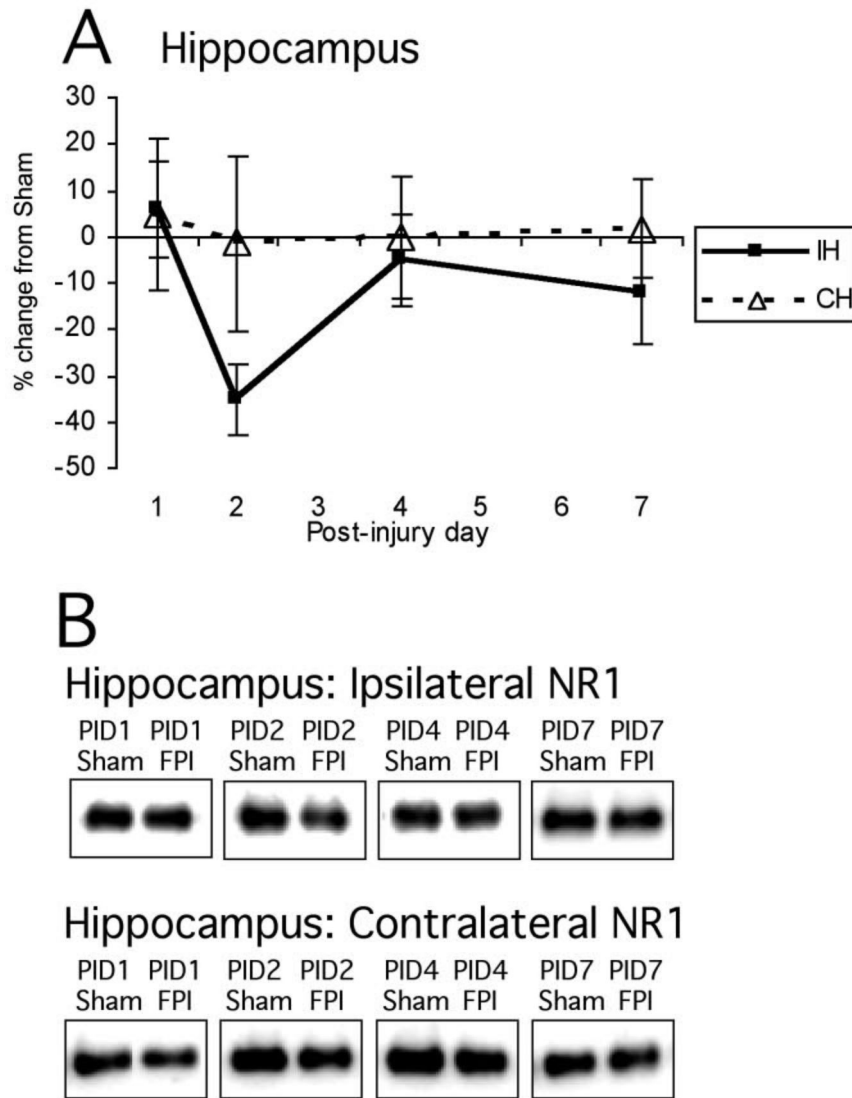 A Hippocampus
30
20
10
0
-10
-20
-30
-40
-50
% change from Sham
1 2 3 4 5 6 7
Post-injury day
IH
CH
B
Hippocampus: Ipsilateral NR1
PID1 PID1 PID2 PID2 PID4 PID4 PID7 PID7
Sham FPI Sham FPI Sham FPI Sham FPI
Hippocampus: Contralateral NR1
PID1 PID1 PID2 PID2 PID4 PID4 PID7 PID7
Sham FPI Sham FPI Sham FPI Sham FPI